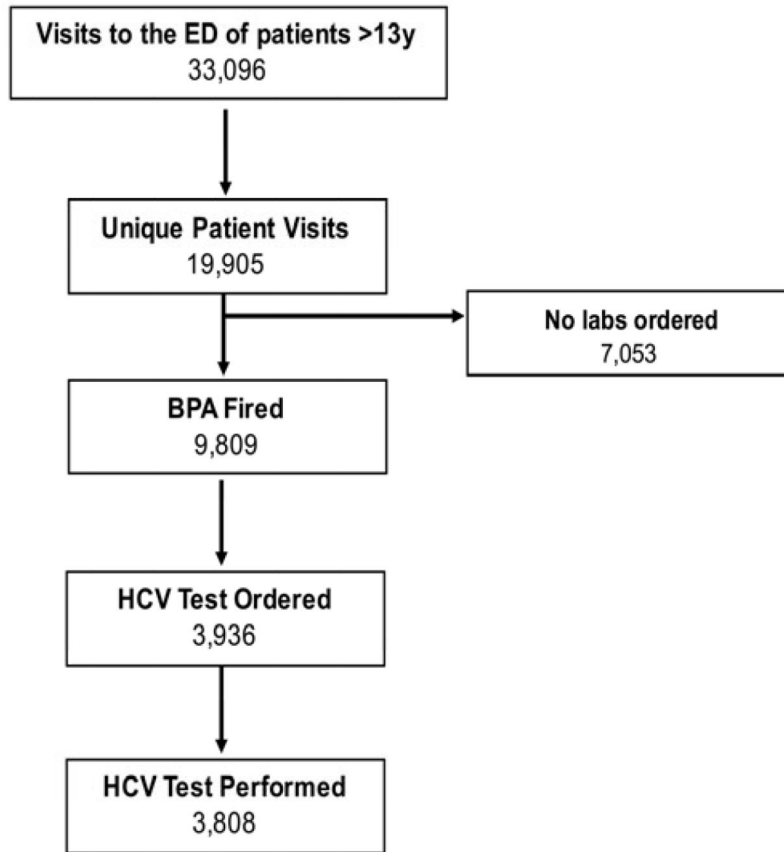 Visits to the ED of patients >13y
33,096
Unique Patient Visits
19,905
No labs ordered
7,053
BPA Fired
9,809
HCV Test Ordered
3,936
HCV Test Performed
3,808